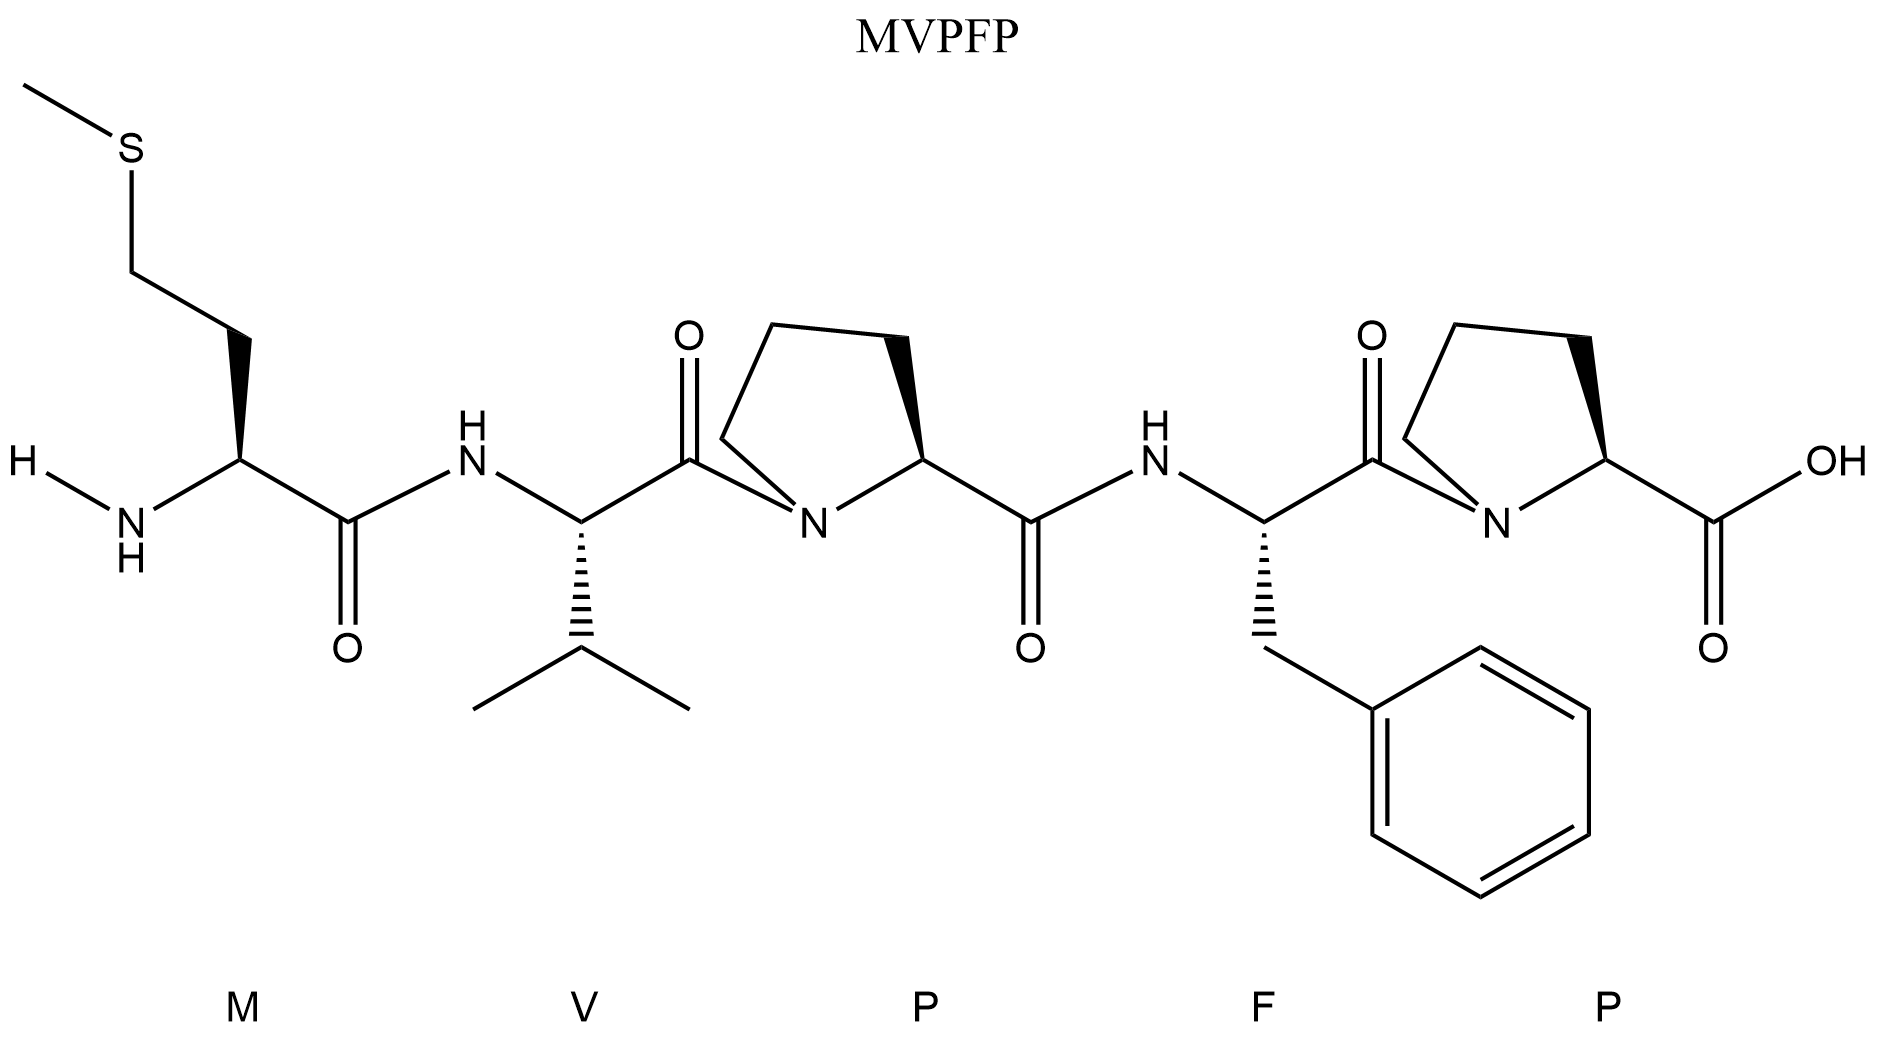 MVPFP
S
O O
H H
H N N OH
N N N
H
O O O
M V P F P